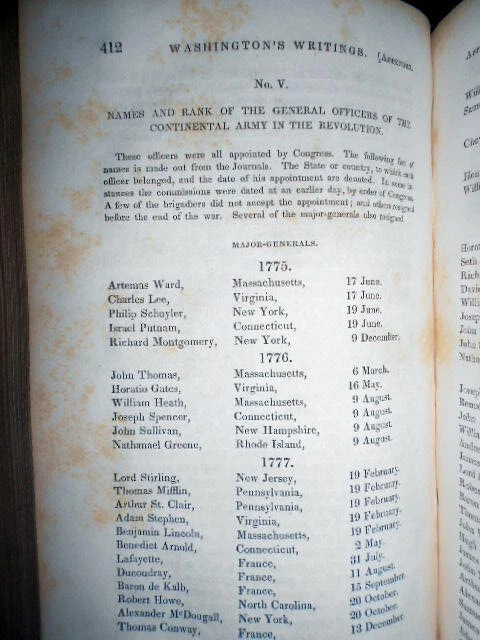 412 WASHINGTON'S WRITINGS. [APPENDIX.
No. V.
NAMES AND RANK OF THE GENERAL OFFICERS OF THE
CONTINENTAL ARMY IN THE REVOLUTION.
These officers were all appointed by Congress. The following list of
names is made out from the Journals. The State or country, to which each
officer belonged, and the date of his appointment are denoted. In some in-
stances the commissions were dated at an earlier day, by order of Congress.
A few of the brigadiers did not accept the appointment; and others resigned
before the end of the war. Several of the major-generals also resigned.
MAJOR-GENERALS.
1775.
Artemas Ward, Massachusetts, 17 June.
Charles Lee, Virginia, 17 June.
Philip Schuyler, New York, 19 June.
Israel Putnam, Connecticut, 19 June.
Richard Montgomery, New York, 9 December.
1776.
John Thomas, Massachusetts, 6 March.
Horatio Gates, Virginia, 16 May.
William Heath, Massachusetts, 9 August.
Joseph Spencer, Connecticut, 9 August.
John Sullivan, New Hampshire, 9 August.
Nathanael Greene, Rhode Island, 9 August.
1777.
Lord Stirling, New Jersey, 19 February.
Thomas Mifflin, Pennsylvania, 19 February.
Arthur St. Clair, Pennsylvania, 19 February.
Adam Stephen, Virginia, 19 February.
Benjamin Lincoln, Massachusetts, 19 February.
Benedict Arnold, Connecticut, 2 May.
Lafayette, France, 31 July.
Ducoudray, France, 11 August.
Baron de Kalb, France, 15 September.
Robert Howe, North Carolina, 20 October.
Alexander McDougall, New York, 20 October.
Thomas Conway, France, 13 December